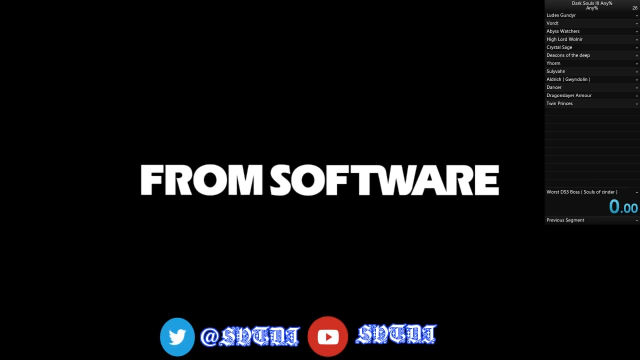 Dark Souls III Any%
Any% 26
Ludex Gundyr -
Vordt -
Abyss Watchers -
High Lord Wolnir -
Crystal Sage -
Deacons of the deep -
Yhorm -
Sulyvahn -
Aldrich ( Gwyndolin ) -
Dancer -
Dragonslayer Armour -
Twin Princes -
FROM SOFTWARE
Worst DS3 Boss ( Souls of cinder ) -
0.00
Previous Segment -